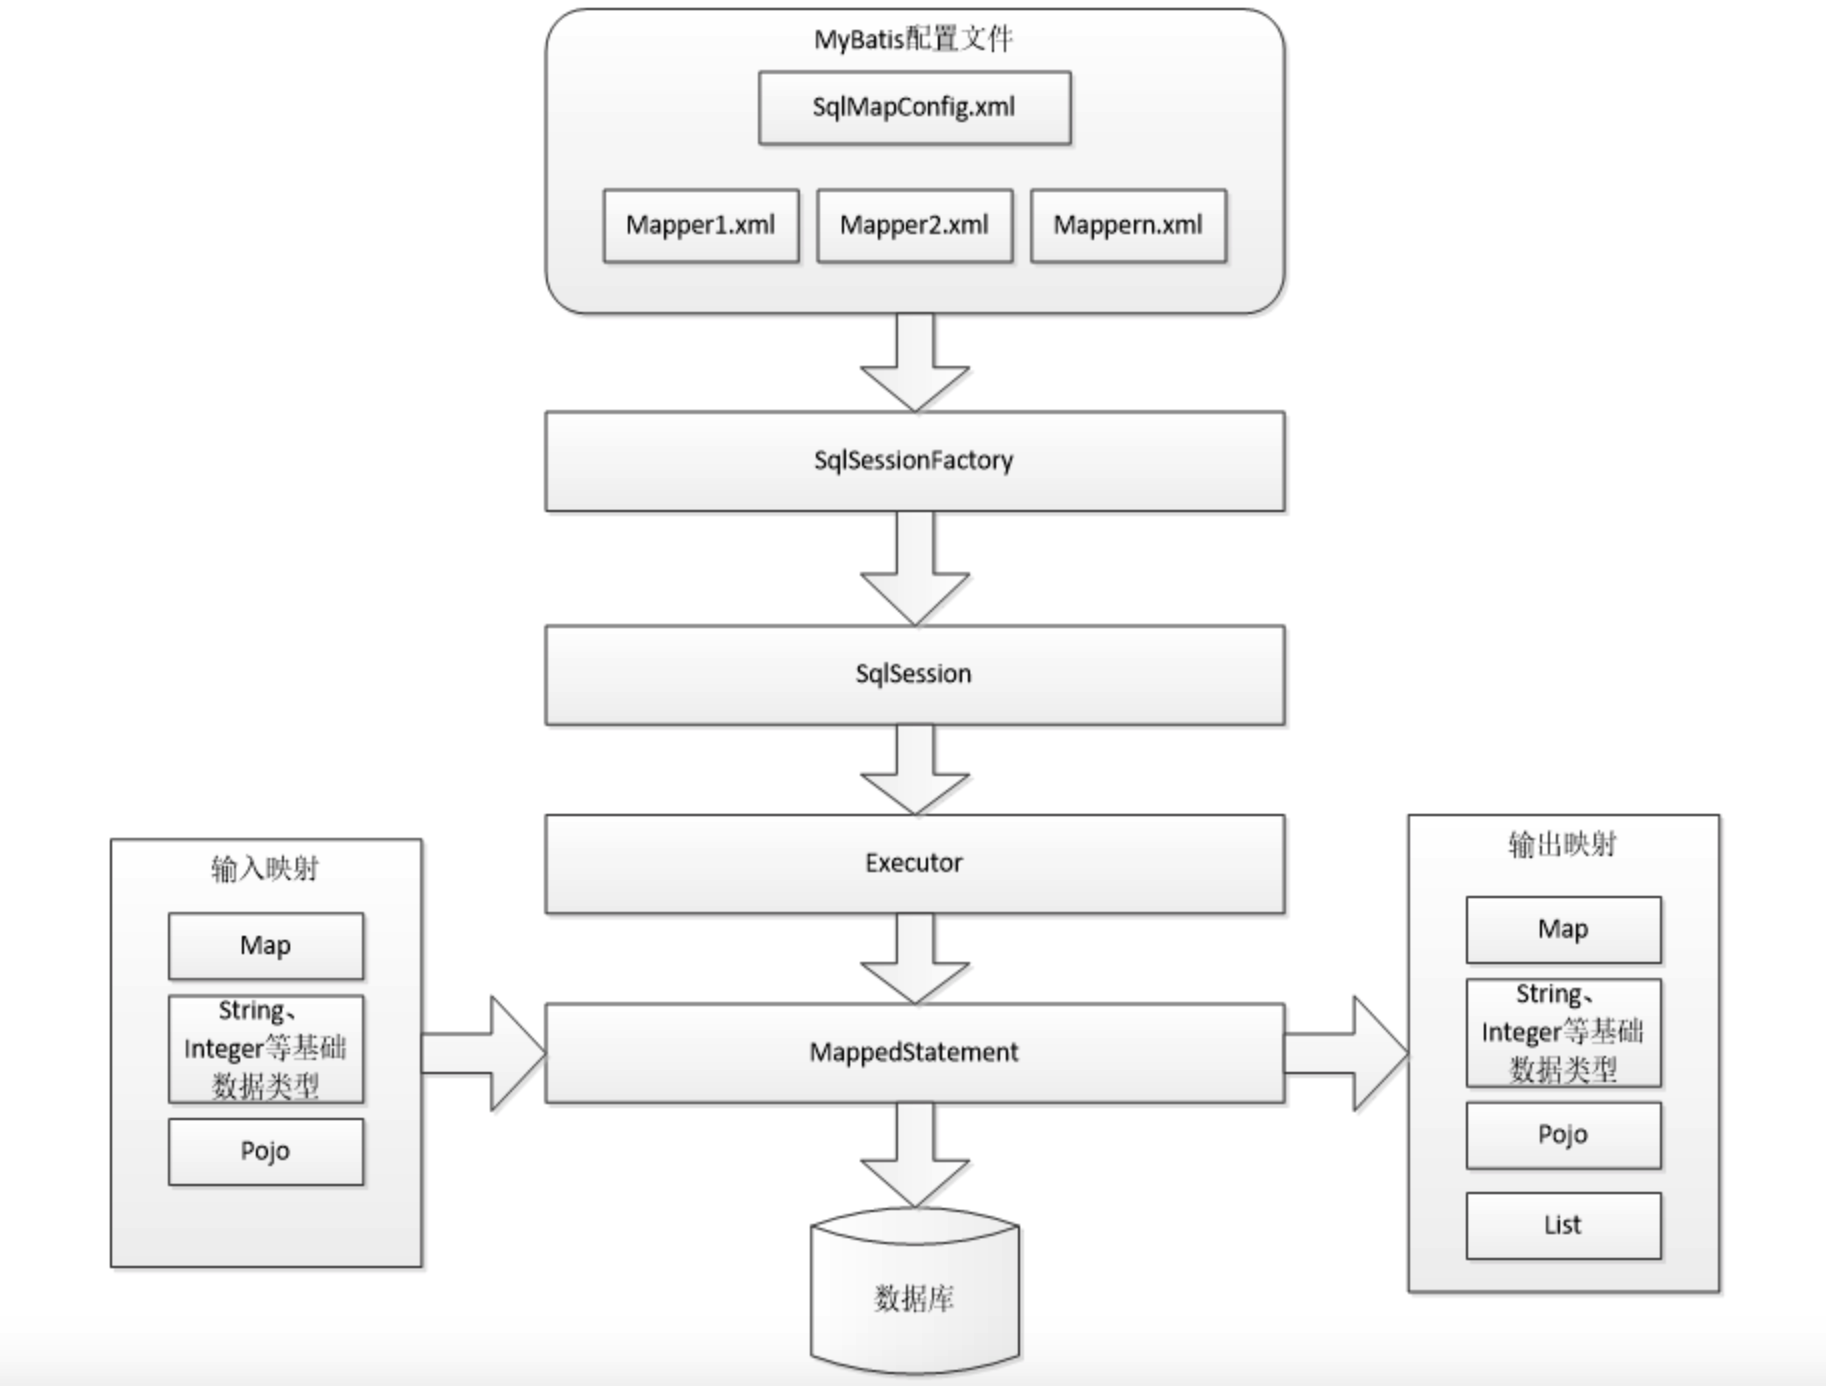 MyBatis配置文件
SqlMapConfig.xml
Mapper1.xml
Mapper2.xml
Mappern.xml
SqlSessionFactory
SqlSession
Executor
输入映射
Map
String、
Integer等基础
数据类型
Pojo
MappedStatement
输出映射
Map
String、
Integer等基础
数据类型
Pojo
List
数据库